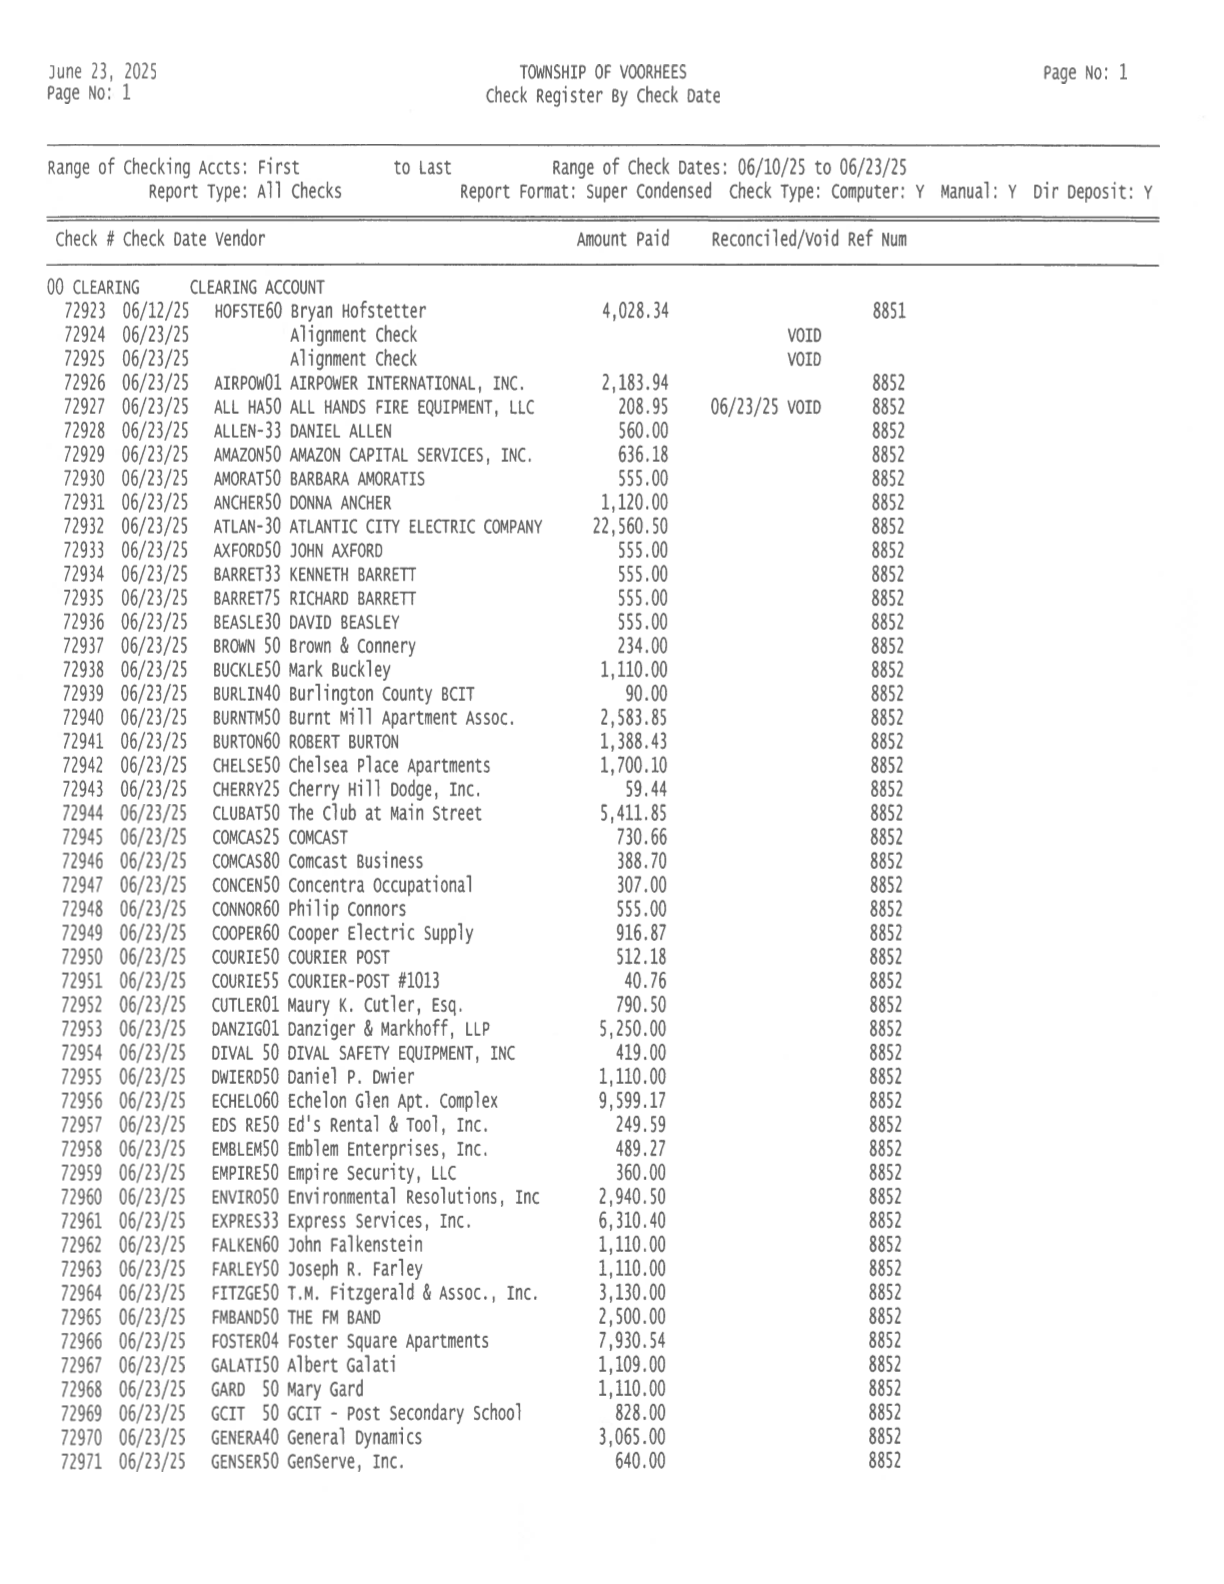 June 23, 2025 TOWNSHIP OF VOORHEES Page No: 1
Page No: 1 Check Register By Check Date
Range of Checking Accts: First to Last Range of Check Dates: 06/10/25 to 06/23/25
Report Type: All Checks Report Format: Super Condensed Check Type: Computer: Y Manual: Y Dir Deposit: Y
Check # Check Date Vendor Amount Paid Reconciled/Void Ref Num
00 CLEARING CLEARING ACCOUNT
72923 06/12/25 HOFSTE60 Bryan Hofstetter 4,028.34 8851
72924 06/23/25 Alignment Check VOID
72925 06/23/25 Alignment Check VOID
72926 06/23/25 AIRPOW01 AIRPOWER INTERNATIONAL, INC. 2,183.94 8852
72927 06/23/25 ALL HA50 ALL HANDS FIRE EQUIPMENT, LLC 208.95 06/23/25 VOID 8852
72928 06/23/25 ALLEN-33 DANIEL ALLEN 560.00 8852
72929 06/23/25 AMAZON50 AMAZON CAPITAL SERVICES, INC. 636.18 8852
72930 06/23/25 AMORAT50 BARBARA AMORATIS 555.00 8852
72931 06/23/25 ANCHER50 DONNA ANCHER 1,120.00 8852
72932 06/23/25 ATLAN-30 ATLANTIC CITY ELECTRIC COMPANY 22,560.50 8852
72933 06/23/25 AXFORD50 JOHN AXFORD 555.00 8852
72934 06/23/25 BARRET33 KENNETH BARRETT 555.00 8852
72935 06/23/25 BARRET75 RICHARD BARRETT 555.00 8852
72936 06/23/25 BEASLE30 DAVID BEASLEY 555.00 8852
72937 06/23/25 BROWN 50 Brown & Connery 234.00 8852
72938 06/23/25 BUCKLE50 Mark Buckley 1,110.00 8852
72939 06/23/25 BURLIN40 Burlington County BCIT 90.00 8852
72940 06/23/25 BURNTM50 Burnt Mill Apartment Assoc. 2,583.85 8852
72941 06/23/25 BURTON60 ROBERT BURTON 1,388.43 8852
72942 06/23/25 CHELSE50 Chelsea Place Apartments 1,700.10 8852
72943 06/23/25 CHERRY25 Cherry Hill Dodge, Inc. 59.44 8852
72944 06/23/25 CLUBAT50 The Club at Main Street 5,411.85 8852
72945 06/23/25 COMCAS25 COMCAST 730.66 8852
72946 06/23/25 COMCAS80 Comcast Business 388.70 8852
72947 06/23/25 CONCEN50 Concentra Occupational 307.00 8852
72948 06/23/25 CONNOR60 Philip Connors 555.00 8852
72949 06/23/25 COOPER60 Cooper Electric Supply 916.87 8852
72950 06/23/25 COURIE50 COURIER POST 512.18 8852
72951 06/23/25 COURIE55 COURIER-POST #1013 40.76 8852
72952 06/23/25 CUTLER01 Maury K. Cutler, Esq. 790.50 8852
72953 06/23/25 DANZIG01 Danziger & Markhoff, LLP 5,250.00 8852
72954 06/23/25 DIVAL 50 DIVAL SAFETY EQUIPMENT, INC 419.00 8852
72955 06/23/25 DWIERD50 Daniel P. Dwier 1,110.00 8852
72956 06/23/25 ECHELO60 Echelon Glen Apt. Complex 9,599.17 8852
72957 06/23/25 EDS RE50 Ed's Rental & Tool, Inc. 249.59 8852
72958 06/23/25 EMBLEM50 Emblem Enterprises, Inc. 489.27 8852
72959 06/23/25 EMPIRE50 Empire Security, LLC 360.00 8852
72960 06/23/25 ENVIRO50 Environmental Resolutions, Inc 2,940.50 8852
72961 06/23/25 EXPRES33 Express Services, Inc. 6,310.40 8852
72962 06/23/25 FALKEN60 John Falkenstein 1,110.00 8852
72963 06/23/25 FARLEY50 Joseph R. Farley 1,110.00 8852
72964 06/23/25 FITZGE50 T.M. Fitzgerald & Assoc., Inc. 3,130.00 8852
72965 06/23/25 FMBAND50 THE FM BAND 2,500.00 8852
72966 06/23/25 FOSTER04 Foster Square Apartments 7,930.54 8852
72967 06/23/25 GALATI50 Albert Galati 1,109.00 8852
72968 06/23/25 GARD 50 Mary Gard 1,110.00 8852
72969 06/23/25 GCIT 50 GCIT - Post Secondary School 828.00 8852
72970 06/23/25 GENERA40 General Dynamics 3,065.00 8852
72971 06/23/25 GENSER50 GenServe, Inc. 640.00 8852